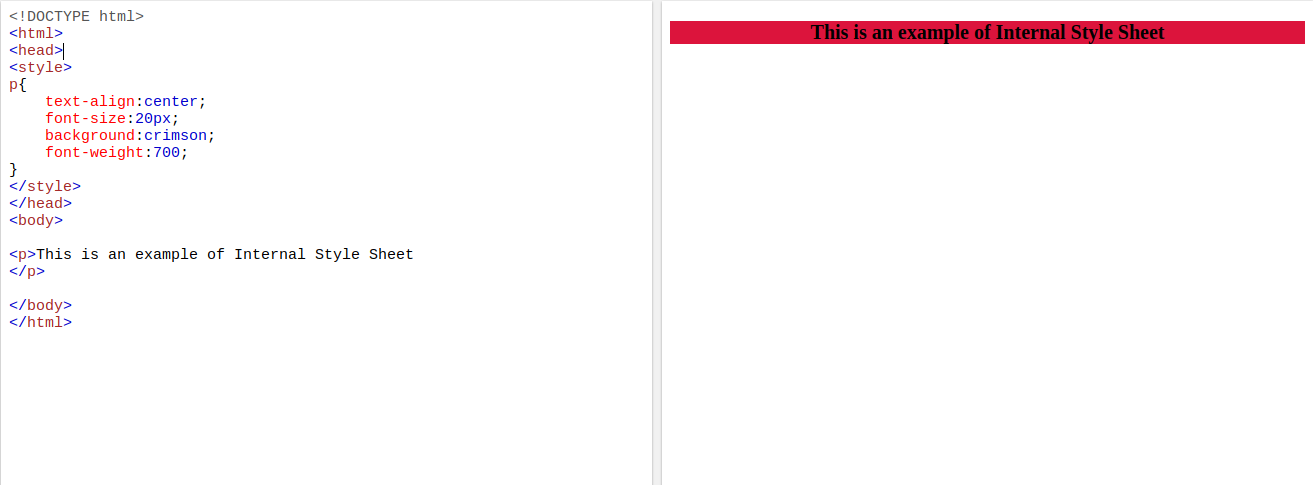 <!DOCTYPE html>
<html>
<head>
<style>
p{
    text-align:center;
    font-size:20px;
    background:crimson;
    font-weight:700;
}
</style>
</head>
<body>

<p>This is an example of Internal Style Sheet
</p>

</body>
</html>
This is an example of Internal Style Sheet